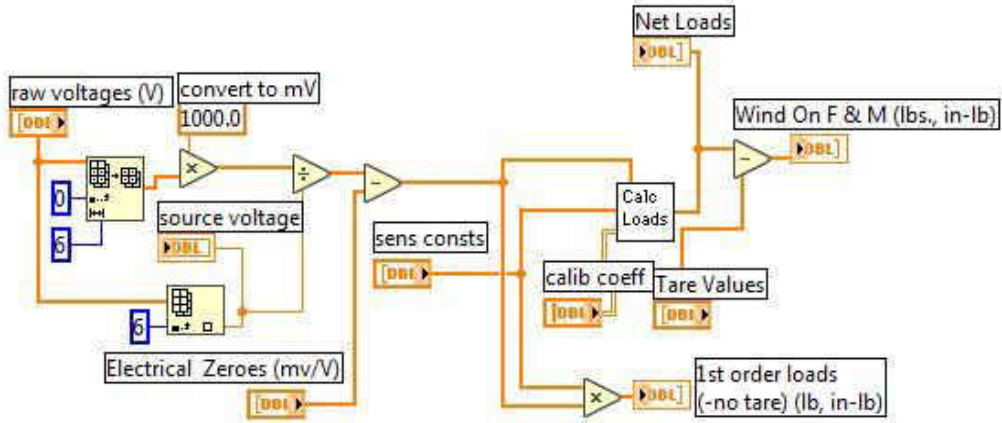 Net Loads
DBL]
raw voltages (V)
[DBL
convert to mV
1000.0
Wind On F & M (lbs., in-lb)
DBL]
0
6
source voltage
DBL
Calc
Loads
sens consts
[DBL
calib coeff
[DBL
Tare Values
[DBL
6
Electrical Zeroes (mv/V)
[DBL
1st order loads
(-no tare) (lb, in-lb)
DBL]